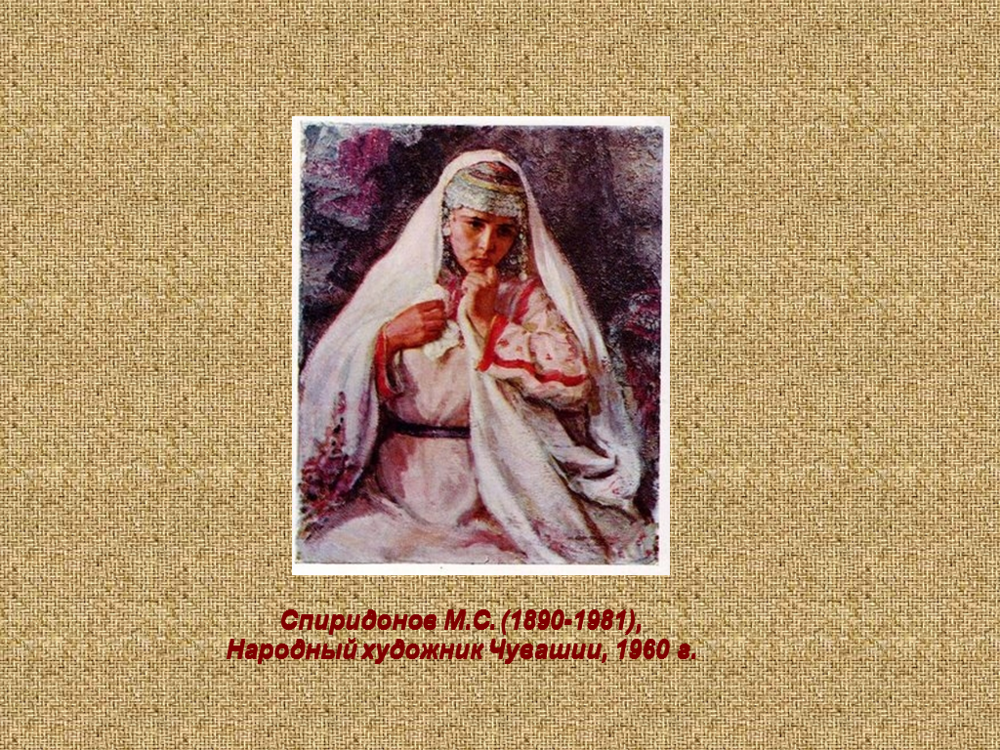 Спиридонов М.С. (1890-1981),
Народный художник Чувашии, 1960 г.